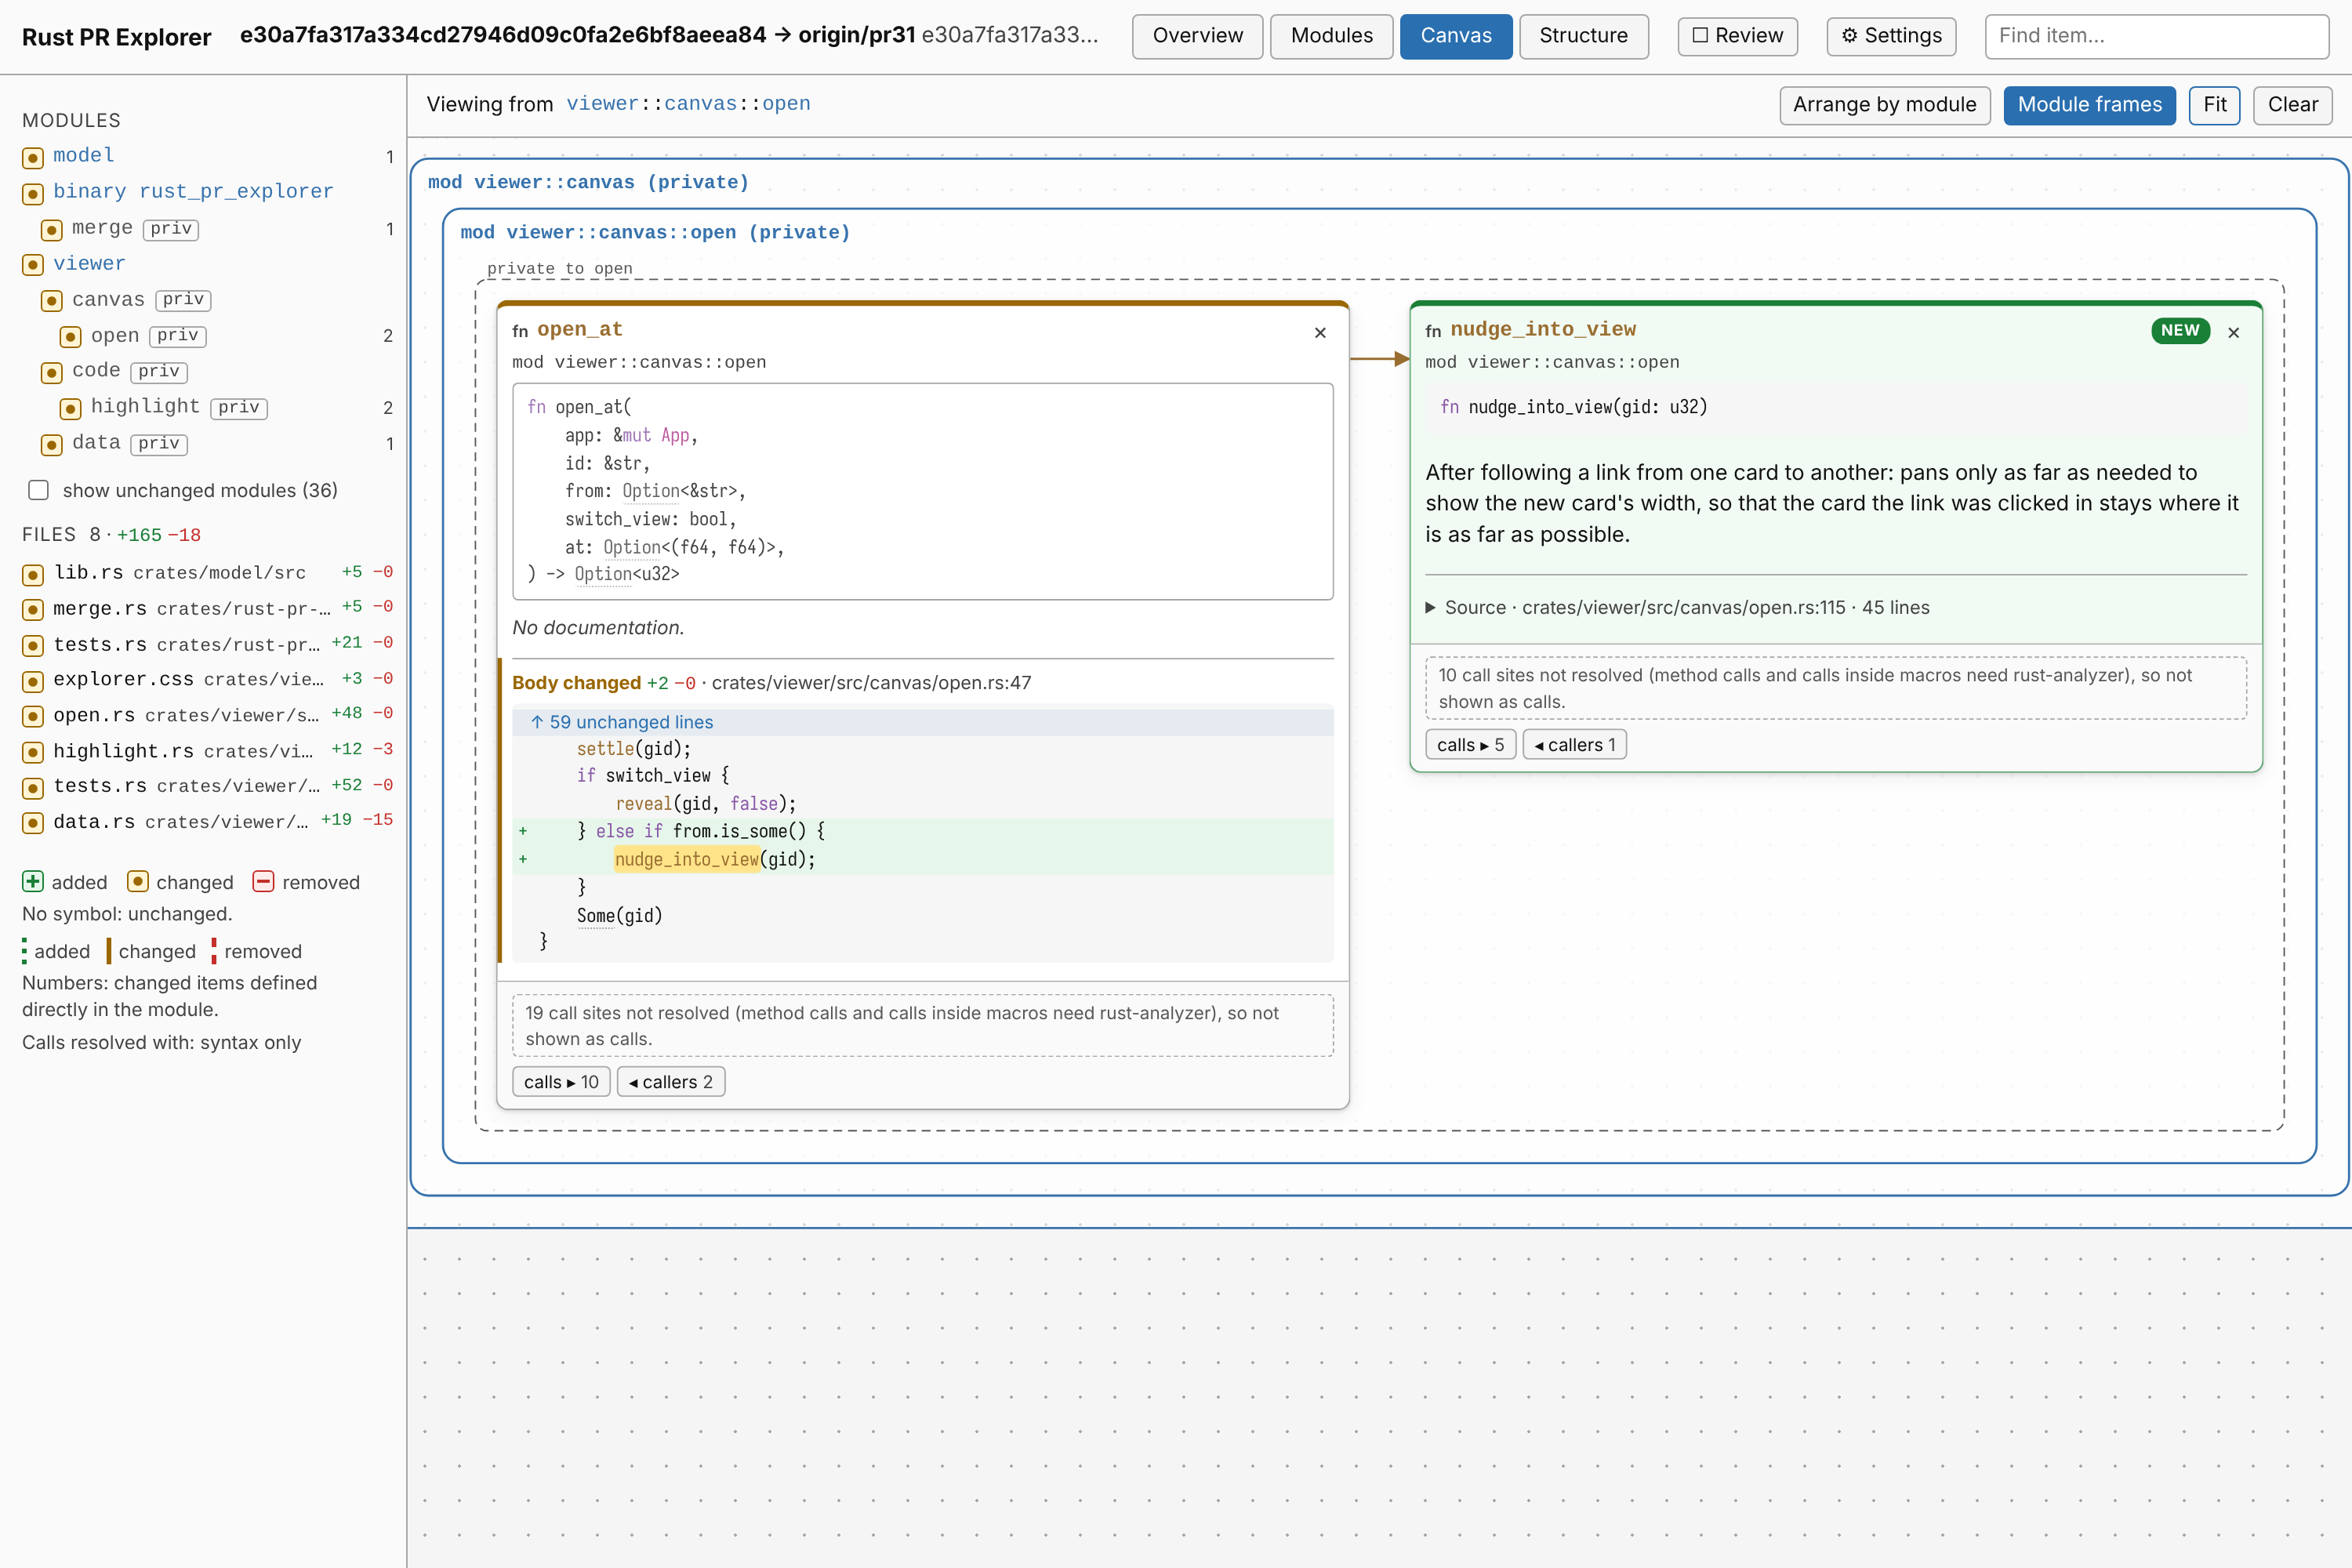 Rust PR Explorer
e30a7fa317a334cd27946d09c0fa2e6bf8aeea84 → origin/pr31 e30a7fa317a33…
Overview
Modules
Canvas
Structure
☐ Review
⚙ Settings
Find item…
MODULES
model 1
binary rust_pr_explorer
merge priv 1
viewer
canvas priv
open priv 2
code priv
highlight priv 2
data priv 1
show unchanged modules (36)
FILES 8 · +165 −18
lib.rs crates/model/src +5 −0
merge.rs crates/rust-pr-… +5 −0
tests.rs crates/rust-pr… +21 −0
explorer.css crates/vie… +3 −0
open.rs crates/viewer/s… +48 −0
highlight.rs crates/vi… +12 −3
tests.rs crates/viewer/… +52 −0
data.rs crates/viewer/… +19 −15
added changed removed
No symbol: unchanged.
added changed removed
Numbers: changed items defined
directly in the module.
Calls resolved with: syntax only
Viewing from viewer::canvas::open
Arrange by module
Module frames
Fit
Clear
mod viewer::canvas (private)
mod viewer::canvas::open (private)
private to open
fn open_at ×
mod viewer::canvas::open
fn open_at(
app: &mut App,
id: &str,
from: Option<&str>,
switch_view: bool,
at: Option<(f64, f64)>,
) -> Option<u32>
No documentation.
Body changed +2 −0 · crates/viewer/src/canvas/open.rs:47
↑ 59 unchanged lines
settle(gid);
if switch_view {
reveal(gid, false);
+ } else if from.is_some() {
+ nudge_into_view(gid);
}
Some(gid)
}
19 call sites not resolved (method calls and calls inside macros need rust-analyzer), so not
shown as calls.
calls ▸ 10
◂ callers 2
fn nudge_into_view NEW ×
mod viewer::canvas::open
fn nudge_into_view(gid: u32)
After following a link from one card to another: pans only as far as needed to
show the new card's width, so that the card the link was clicked in stays where it
is as far as possible.
▶ Source · crates/viewer/src/canvas/open.rs:115 · 45 lines
10 call sites not resolved (method calls and calls inside macros need rust-analyzer), so not
shown as calls.
calls ▸ 5
◂ callers 1